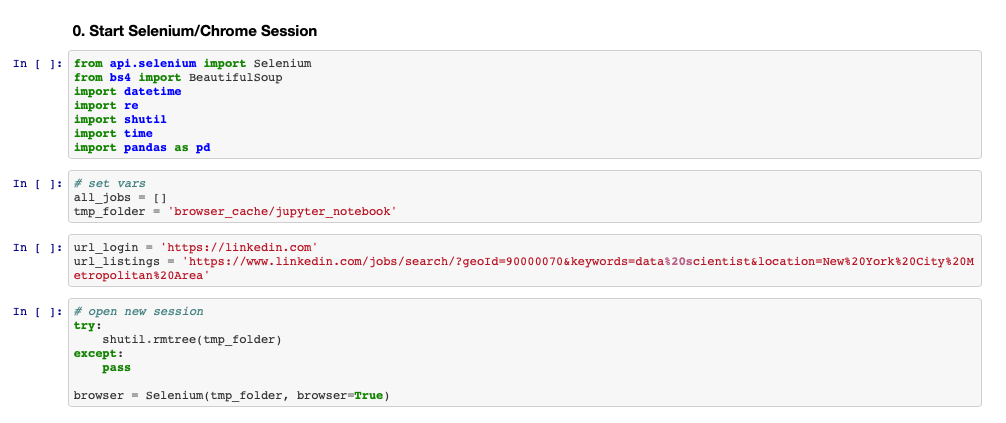 0. Start Selenium/Chrome Session
In [ ]: from api.selenium import Selenium
from bs4 import BeautifulSoup
import datetime
import re
import shutil
import time
import pandas as pd
In [ ]: # set vars
all_jobs = []
tmp_folder = 'browser_cache/jupyter_notebook'
In [ ]: url_login = 'https://linkedin.com'
url_listings = 'https://www.linkedin.com/jobs/search/?geoId=90000070&keywords=data%20scientist&location=New%20York%20City%20M
etropolitan%20Area'
In [ ]: # open new session
try:
    shutil.rmtree(tmp_folder)
except:
    pass
browser = Selenium(tmp_folder, browser=True)